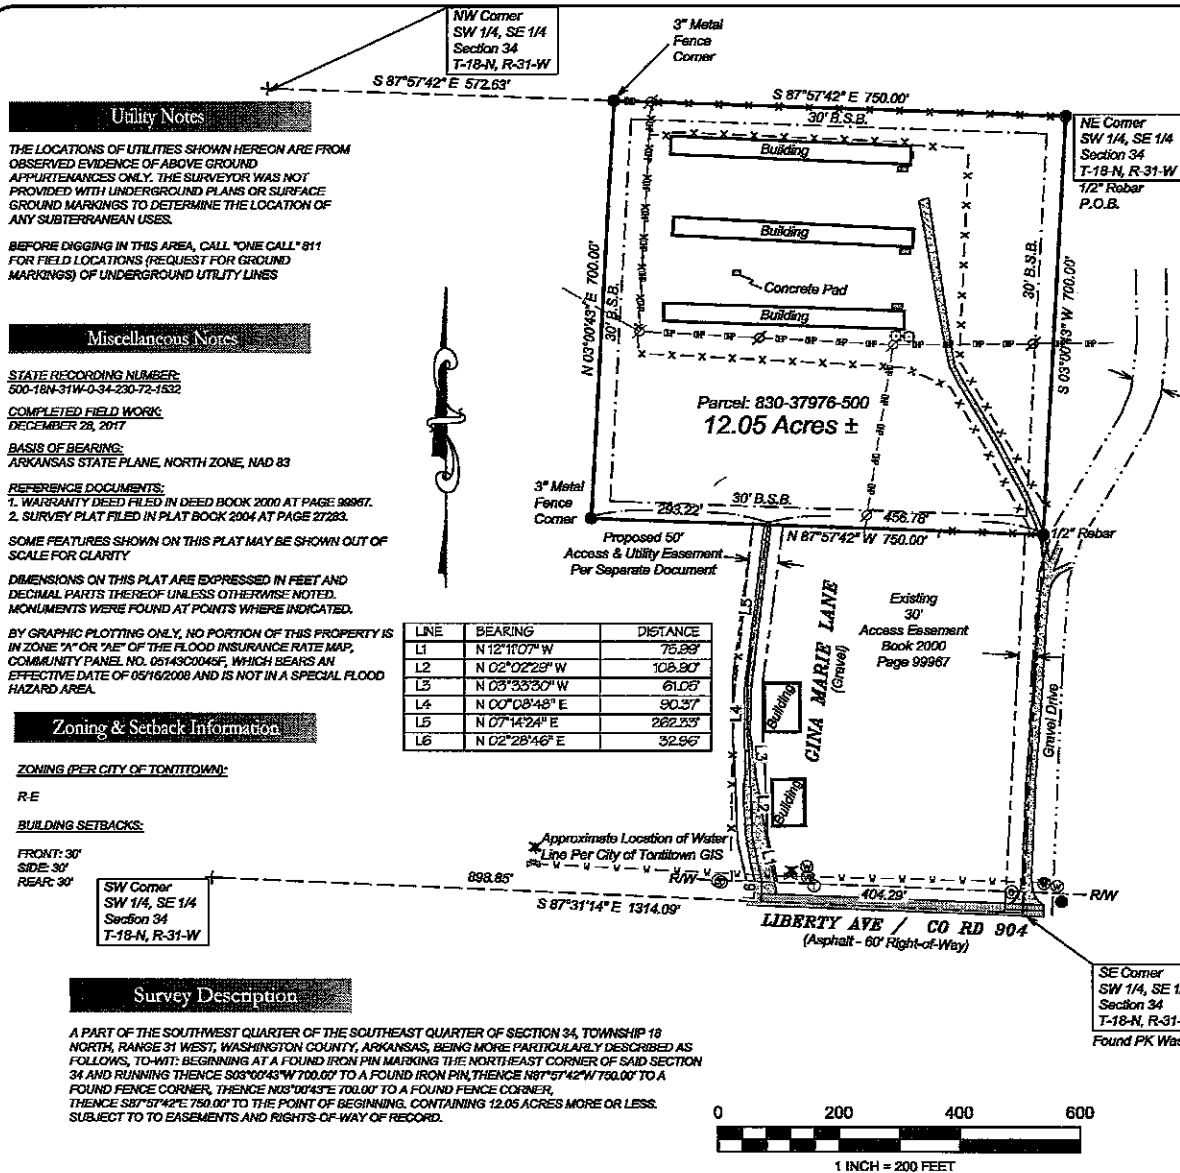 NW Corner
SW 1/4, SE 1/4
Section 34
T-18-N, R-31-W
3" Metal
Fence
Corner
S 87°57'42" E 572.63'
S 87°57'42" E 750.00'
30' B.S.B.
NE Corner
SW 1/4, SE 1/4
Section 34
T-18-N, R-31-W
1/2" Rebar
P.O.B.
Utility Notes
THE LOCATIONS OF UTILITIES SHOWN HEREON ARE FROM
OBSERVED EVIDENCE OF ABOVE GROUND
APPURTENANCES ONLY. THE SURVEYOR WAS NOT
PROVIDED WITH UNDERGROUND PLANS OR SURFACE
GROUND MARKINGS TO DETERMINE THE LOCATION OF
ANY SUBTERRANEAN USES.
BEFORE DIGGING IN THIS AREA, CALL "ONE CALL" 811
FOR FIELD LOCATIONS (REQUEST FOR GROUND
MARKINGS) OF UNDERGROUND UTILITY LINES
Building
Building
Concrete Pad
Building
N 03°00'43" E 700.00'
30' B.S.B.
30' B.S.B.
S 03°00'43" W 700.00'
OHP OHP OHP OHP OHP
Parcel: 830-37976-500
12.05 Acres ±
Miscellaneous Notes
STATE RECORDING NUMBER:
500-18N-31W-0-34-230-72-1532
COMPLETED FIELD WORK:
DECEMBER 28, 2017
BASIS OF BEARING:
ARKANSAS STATE PLANE, NORTH ZONE, NAD 83
REFERENCE DOCUMENTS:
1. WARRANTY DEED FILED IN DEED BOOK 2000 AT PAGE 99967.
2. SURVEY PLAT FILED IN PLAT BOOK 2004 AT PAGE 27283.
SOME FEATURES SHOWN ON THIS PLAT MAY BE SHOWN OUT OF
SCALE FOR CLARITY
DIMENSIONS ON THIS PLAT ARE EXPRESSED IN FEET AND
DECIMAL PARTS THEREOF UNLESS OTHERWISE NOTED.
MONUMENTS WERE FOUND AT POINTS WHERE INDICATED.
BY GRAPHIC PLOTTING ONLY, NO PORTION OF THIS PROPERTY IS
IN ZONE "A" OR "AE" OF THE FLOOD INSURANCE RATE MAP,
COMMUNITY PANEL NO. 05143C0045F, WHICH BEARS AN
EFFECTIVE DATE OF 05/16/2008 AND IS NOT IN A SPECIAL FLOOD
HAZARD AREA.
3" Metal
Fence
Corner
30' B.S.B.
293.22'
456.78'
N 87°57'42" W 750.00'
1/2" Rebar
Proposed 50'
Access & Utility Easement
Per Separate Document
Existing
30'
Access Easement
Book 2000
Page 99967
GINA MARIE LANE
(Gravel)
Gravel Drive
LINE BEARING DISTANCE
L1 N 12°11'07" W 75.99'
L2 N 02°02'29" W 108.90'
L3 N 03°33'30" W 61.05'
L4 N 00°08'48" E 90.37'
L5 N 07°14'24" E 262.33'
L6 N 02°28'46" E 32.96'
L5
L4
L3
L2
L1
L6
Building
Building
Zoning & Setback Information
ZONING (PER CITY OF TONTITOWN):
R-E
BUILDING SETBACKS:
FRONT: 30'
SIDE: 30'
REAR: 30'
Approximate Location of Water
Line Per City of Tontitown GIS
W W W W W W
R/W
R/W
898.85'
404.29'
S 87°31'14" E 1314.09'
LIBERTY AVE / CO RD 904
(Asphalt - 60' Right-of-Way)
SW Corner
SW 1/4, SE 1/4
Section 34
T-18-N, R-31-W
SE Corner
SW 1/4, SE 1/
Section 34
T-18-N, R-31-
Found PK Was
Survey Description
A PART OF THE SOUTHWEST QUARTER OF THE SOUTHEAST QUARTER OF SECTION 34, TOWNSHIP 18
NORTH, RANGE 31 WEST, WASHINGTON COUNTY, ARKANSAS, BEING MORE PARTICULARLY DESCRIBED AS
FOLLOWS, TO-WIT: BEGINNING AT A FOUND IRON PIN MARKING THE NORTHEAST CORNER OF SAID SECTION
34 AND RUNNING THENCE S03°00'43"W 700.00' TO A FOUND IRON PIN, THENCE N87°57'42"W 750.00' TO A
FOUND FENCE CORNER, THENCE N03°00'43"E 700.00' TO A FOUND FENCE CORNER,
THENCE S87°57'42"E 750.00' TO THE POINT OF BEGINNING. CONTAINING 12.05 ACRES MORE OR LESS.
SUBJECT TO TO EASEMENTS AND RIGHTS-OF-WAY OF RECORD.
0 200 400 600
1 INCH = 200 FEET